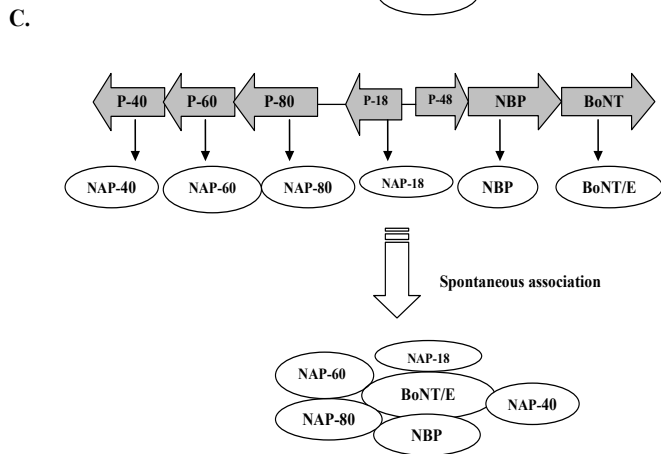 C.
P-40 P-60 P-80 P-18 P-48 NBP BoNT
NAP-40 NAP-60 NAP-80 NAP-18 NBP BoNT/E
Spontaneous association
NAP-18
NAP-60
BoNT/E
NAP-40
NAP-80
NBP